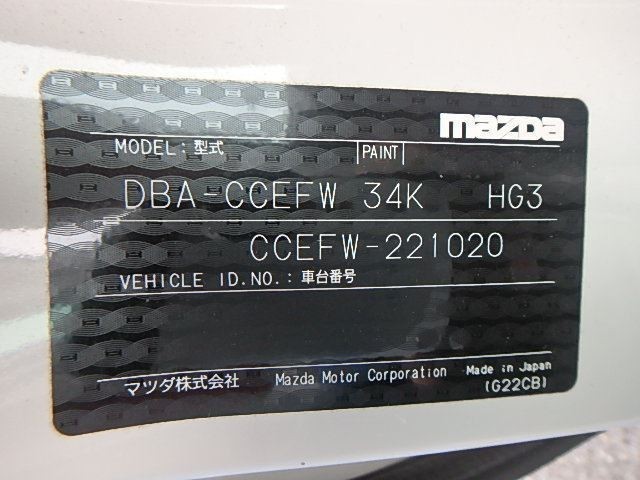 mazda
MODEL: 型式 PAINT
DBA-CCEFW 34K HG3
CCEFW-221020
VEHICLE ID.NO.: 車台番号
マツダ株式会社 Mazda Motor Corporation Made in Japan
(G22CB)